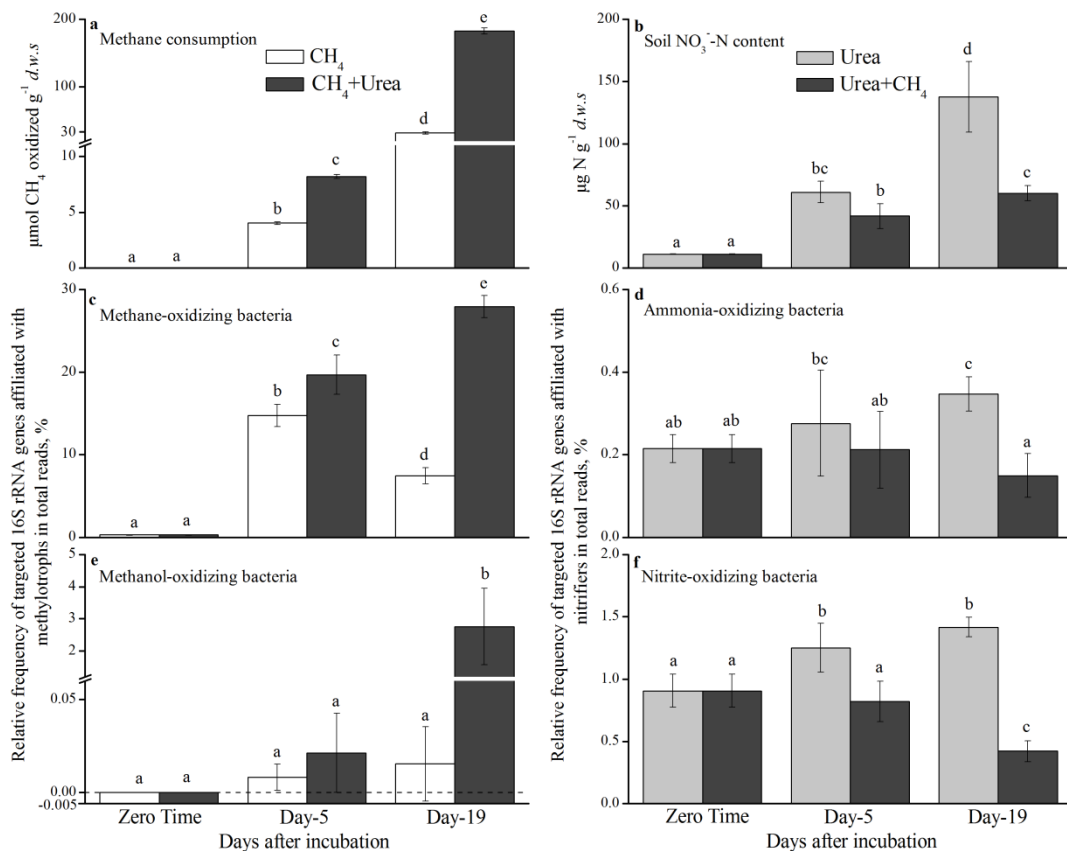 a Methane consumption
CH₄
CH₄+Urea
μmol CH₄ oxidized g⁻¹ d.w.s
200
100
30
10
5
0
a
a
b
c
d
e
b Soil NO₃⁻-N content
Urea
Urea+CH₄
μg N g⁻¹ d.w.s
200
150
100
50
0
a
a
bc
b
d
c
Relative frequency of targeted 16S rRNA genes affiliated with
methylotrophs in total reads, %
c Methane-oxidizing bacteria
30
20
10
0
a
a
b
c
d
e
Relative frequency of targeted 16S rRNA genes affiliated with
nitrifiers in total reads, %
d Ammonia-oxidizing bacteria
0.6
0.4
0.2
0.0
ab
ab
bc
ab
c
a
e Methanol-oxidizing bacteria
5
4
3
2
0.05
0.00
-0.005
a
a
a
a
a
b
Zero Time
Day-5
Day-19
Days after incubation
f Nitrite-oxidizing bacteria
1.5
1.0
0.5
0.0
a
a
b
a
b
c
Zero Time
Day-5
Day-19
Days after incubation